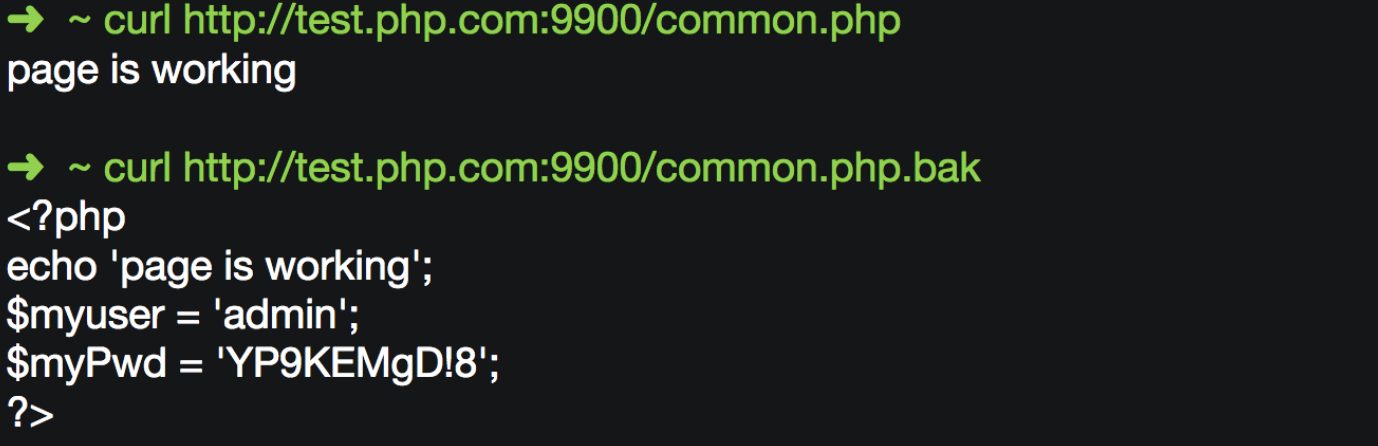 ➜ ~ curl http://test.php.com:9900/common.php
page is working
➜ ~ curl http://test.php.com:9900/common.php.bak
<?php
echo 'page is working';
$myuser = 'admin';
$myPwd = 'YP9KEMgD!8';
?>